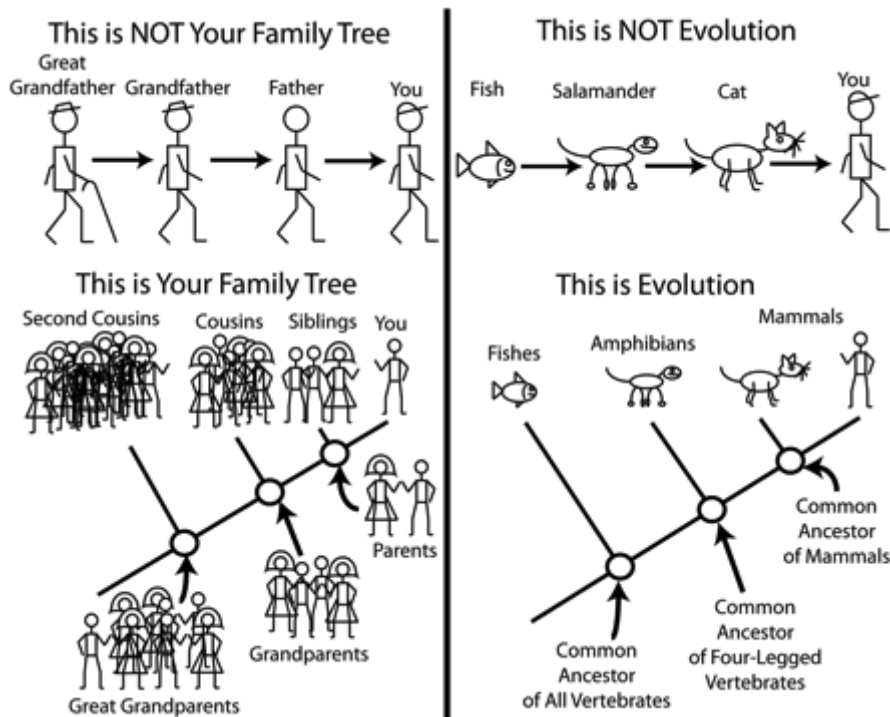 This is NOT Your Family Tree
Great
Grandfather
Grandfather
Father
You
This is Your Family Tree
Second Cousins
Cousins
Siblings
You
Parents
Grandparents
Great Grandparents
This is NOT Evolution
Fish
Salamander
Cat
You
This is Evolution
Fishes
Amphibians
Mammals
Common
Ancestor
of Mammals
Common
Ancestor
of Four-Legged
Vertebrates
Common
Ancestor
of All Vertebrates